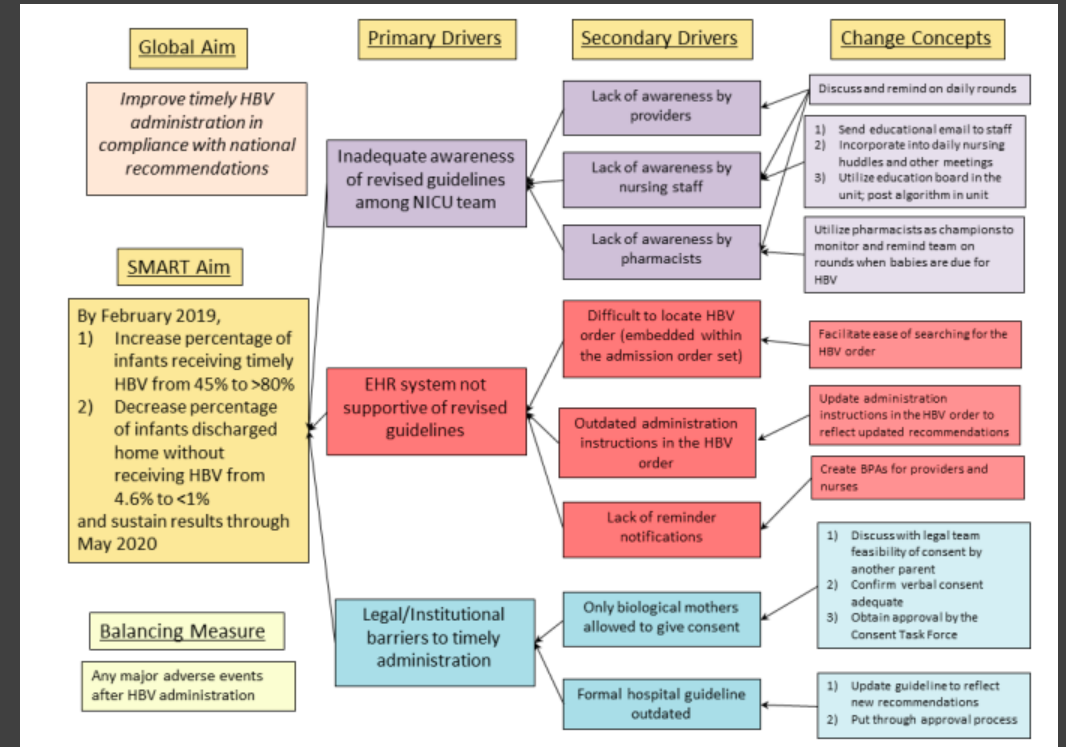 Global Aim
Improve timely HBV
administration in
compliance with national
recommendations
SMART Aim
By February 2019,
1) Increase percentage of
infants receiving timely
HBV from 45% to >80%
2) Decrease percentage
of infants discharged
home without
receiving HBV from
4.6% to <1%
and sustain results through
May 2020
Balancing Measure
Any major adverse events
after HBV administration
Primary Drivers
Inadequate awareness
of revised guidelines
among NICU team
EHR system not
supportive of revised
guidelines
Legal/Institutional
barriers to timely
administration
Secondary Drivers
Lack of awareness by
providers
Lack of awareness by
nursing staff
Lack of awareness by
pharmacists
Difficult to locate HBV
order (embedded within
the admission order set)
Outdated administration
instructions in the HBV
order
Lack of reminder
notifications
Only biological mothers
allowed to give consent
Formal hospital guideline
outdated
Change Concepts
Discuss and remind on daily rounds
1) Send educational email to staff
2) Incorporate into daily nursing
huddles and other meetings
3) Utilize education board in the
unit; post algorithm in unit
Utilize pharmacists as champions to
monitor and remind team on
rounds when babies are due for
HBV
Facilitate ease of searching for the
HBV order
Update administration
instructions in the HBV order to
reflect updated recommendations
Create BPAs for providers and
nurses
1) Discuss with legal team
feasibility of consent by
another parent
2) Confirm verbal consent
adequate
3) Obtain approval by the
Consent Task Force
1) Update guideline to reflect
new recommendations
2) Put through approval process